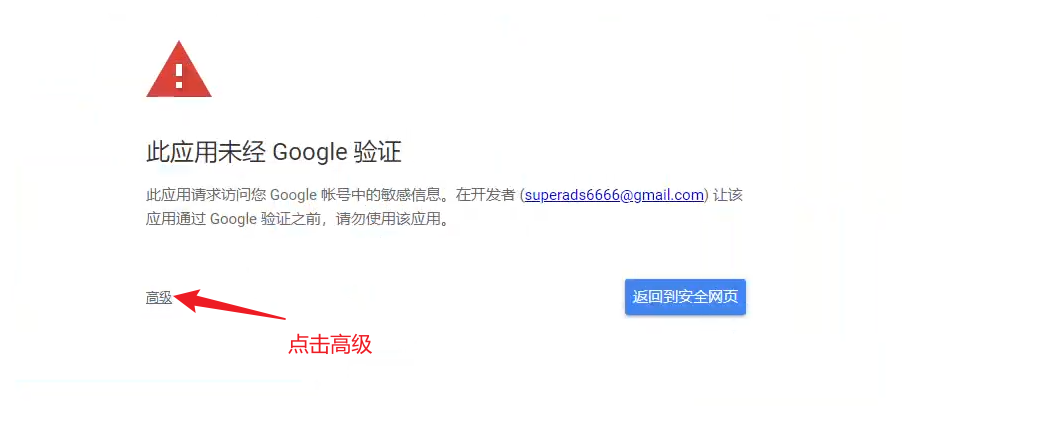 此应用未经 Google 验证
此应用请求访问您 Google 帐号中的敏感信息。在开发者 (superads6666@gmail.com) 让该
应用通过 Google 验证之前，请勿使用该应用。
高级
返回到安全网页
点击高级